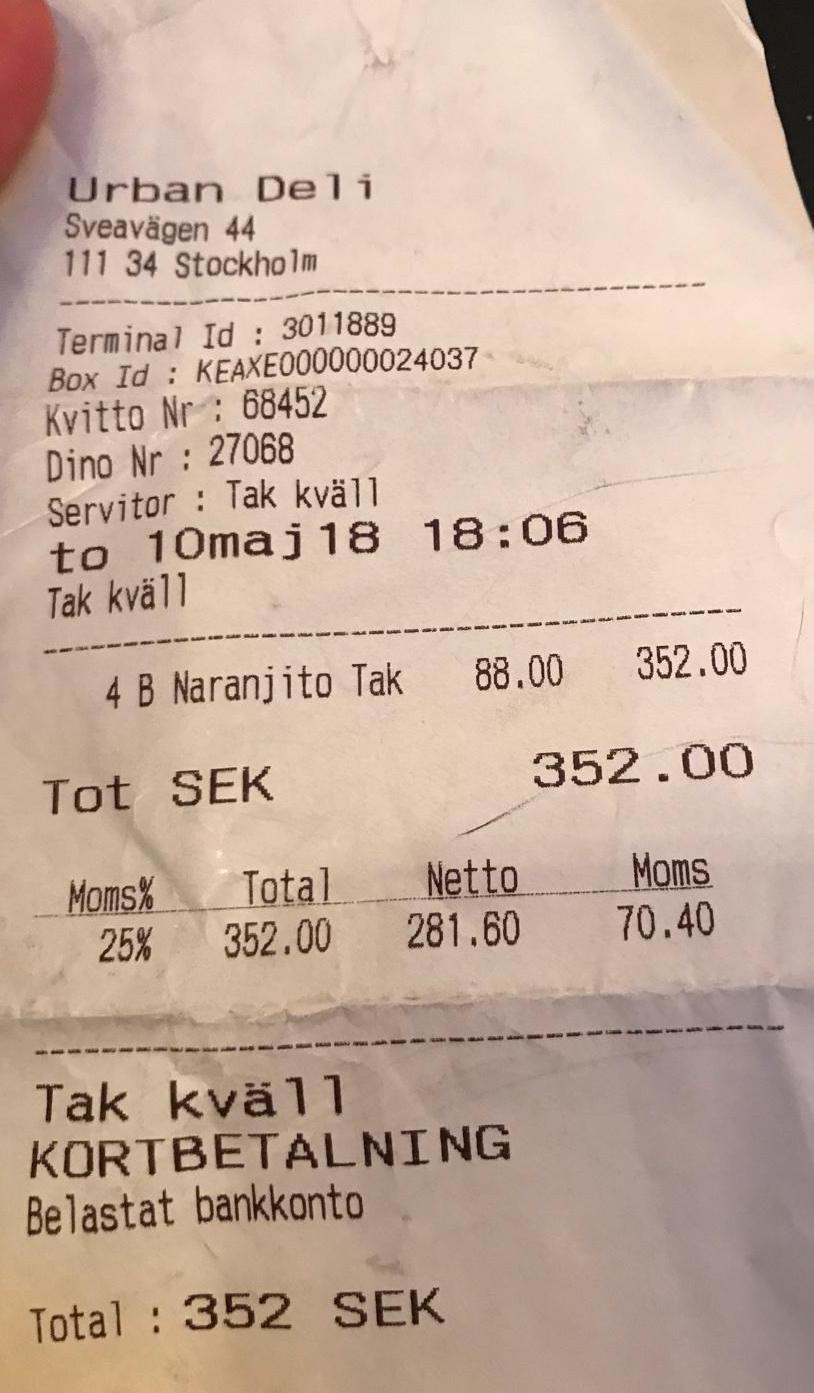 Urban Deli
Sveavägen 44
111 34 Stockholm
Terminal Id : 3011889
Box Id : KEAXE000000024037
Kvitto Nr : 68452
Dino Nr : 27068
Servitor : Tak kväll
to 10maj18 18:06
Tak kväll
4 B Naranjito Tak 88.00 352.00
Tot SEK 352.00
Moms% Total Netto Moms
25% 352.00 281.60 70.40
Tak kväll
KORTBETALNING
Belastat bankkonto
Total : 352 SEK